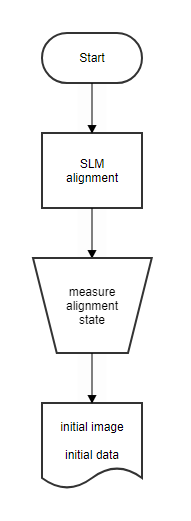 Start
SLM
alignment
measure
alignment
state
initial image
initial data